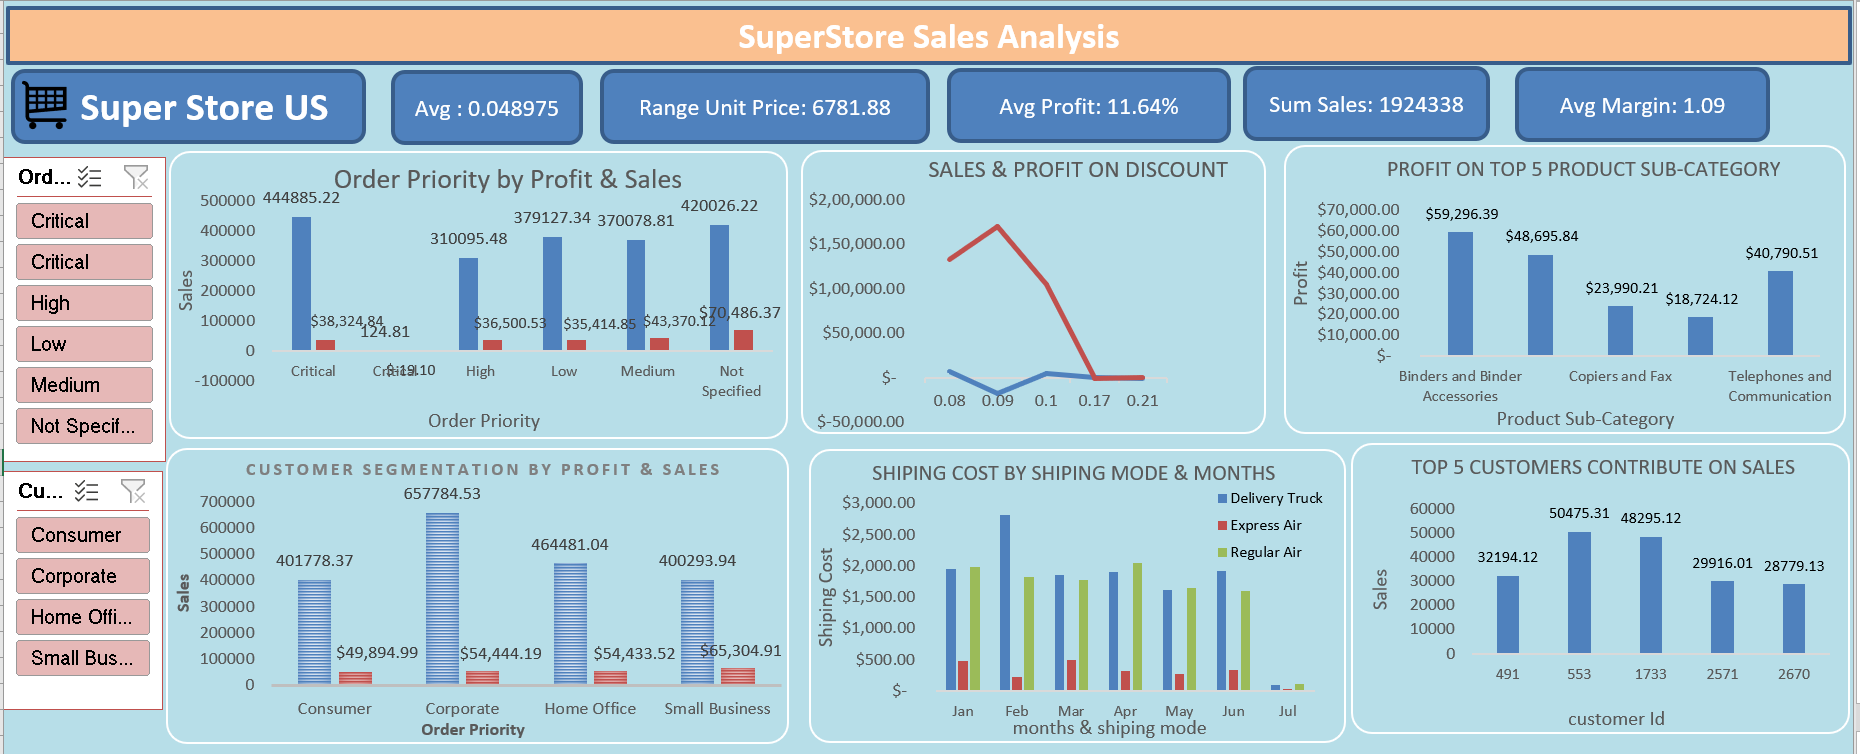 SuperStore Sales Analysis
Super Store US
Avg : 0.048975
Range Unit Price: 6781.88
Avg Profit: 11.64%
Sum Sales: 1924338
Avg Margin: 1.09
Ord...
Critical
Critical
High
Low
Medium
Not Specif...
Cu...
Consumer
Corporate
Home Offi...
Small Bus...
Order Priority by Profit & Sales
Sales
500000
400000
300000
200000
100000
0
-100000
444885.22
124.81
310095.48
379127.34
370078.81
420026.22
$38,324.84
$-19.10
$36,500.53
$35,414.85
$43,370.12
$70,486.37
Critical
Critical
High
Low
Medium
Not
Specified
Order Priority
SALES & PROFIT ON DISCOUNT
$2,00,000.00
$1,50,000.00
$1,00,000.00
$50,000.00
$-
$-50,000.00
0.08
0.09
0.1
0.17
0.21
PROFIT ON TOP 5 PRODUCT SUB-CATEGORY
Profit
$70,000.00
$60,000.00
$50,000.00
$40,000.00
$30,000.00
$20,000.00
$10,000.00
$-
$59,296.39
$48,695.84
$23,990.21
$18,724.12
$40,790.51
Binders and Binder
Accessories
Copiers and Fax
Telephones and
Communication
Product Sub-Category
CUSTOMER SEGMENTATION BY PROFIT & SALES
Sales
700000
600000
500000
400000
300000
200000
100000
0
401778.37
657784.53
464481.04
400293.94
$49,894.99
$54,444.19
$54,433.52
$65,304.91
Consumer
Corporate
Home Office
Small Business
Order Priority
SHIPING COST BY SHIPING MODE & MONTHS
Shiping Cost
$3,000.00
$2,500.00
$2,000.00
$1,500.00
$1,000.00
$500.00
$-
Delivery Truck
Express Air
Regular Air
Jan
Feb
Mar
Apr
May
Jun
Jul
months & shiping mode
TOP 5 CUSTOMERS CONTRIBUTE ON SALES
Sales
60000
50000
40000
30000
20000
10000
0
32194.12
50475.31
48295.12
29916.01
28779.13
491
553
1733
2571
2670
customer Id